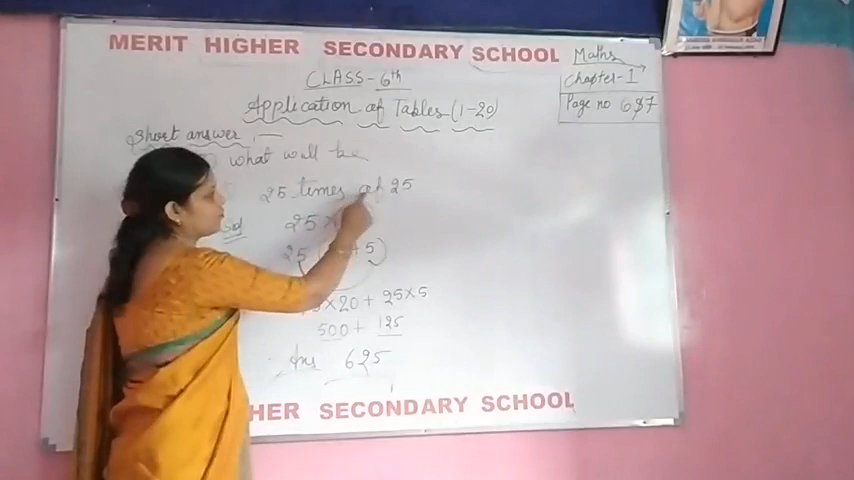 MERIT HIGHER SECONDARY SCHOOL
Maths
CLASS - 6th
Chapter - I
Application of Tables (1-20)
Page no 6$7
Short answer
what will be
25 times of 25
Sol 25×
25 + 5)
×20 + 25×5
500 + 125
Ans 625
HER SECONDARY SCHOOL